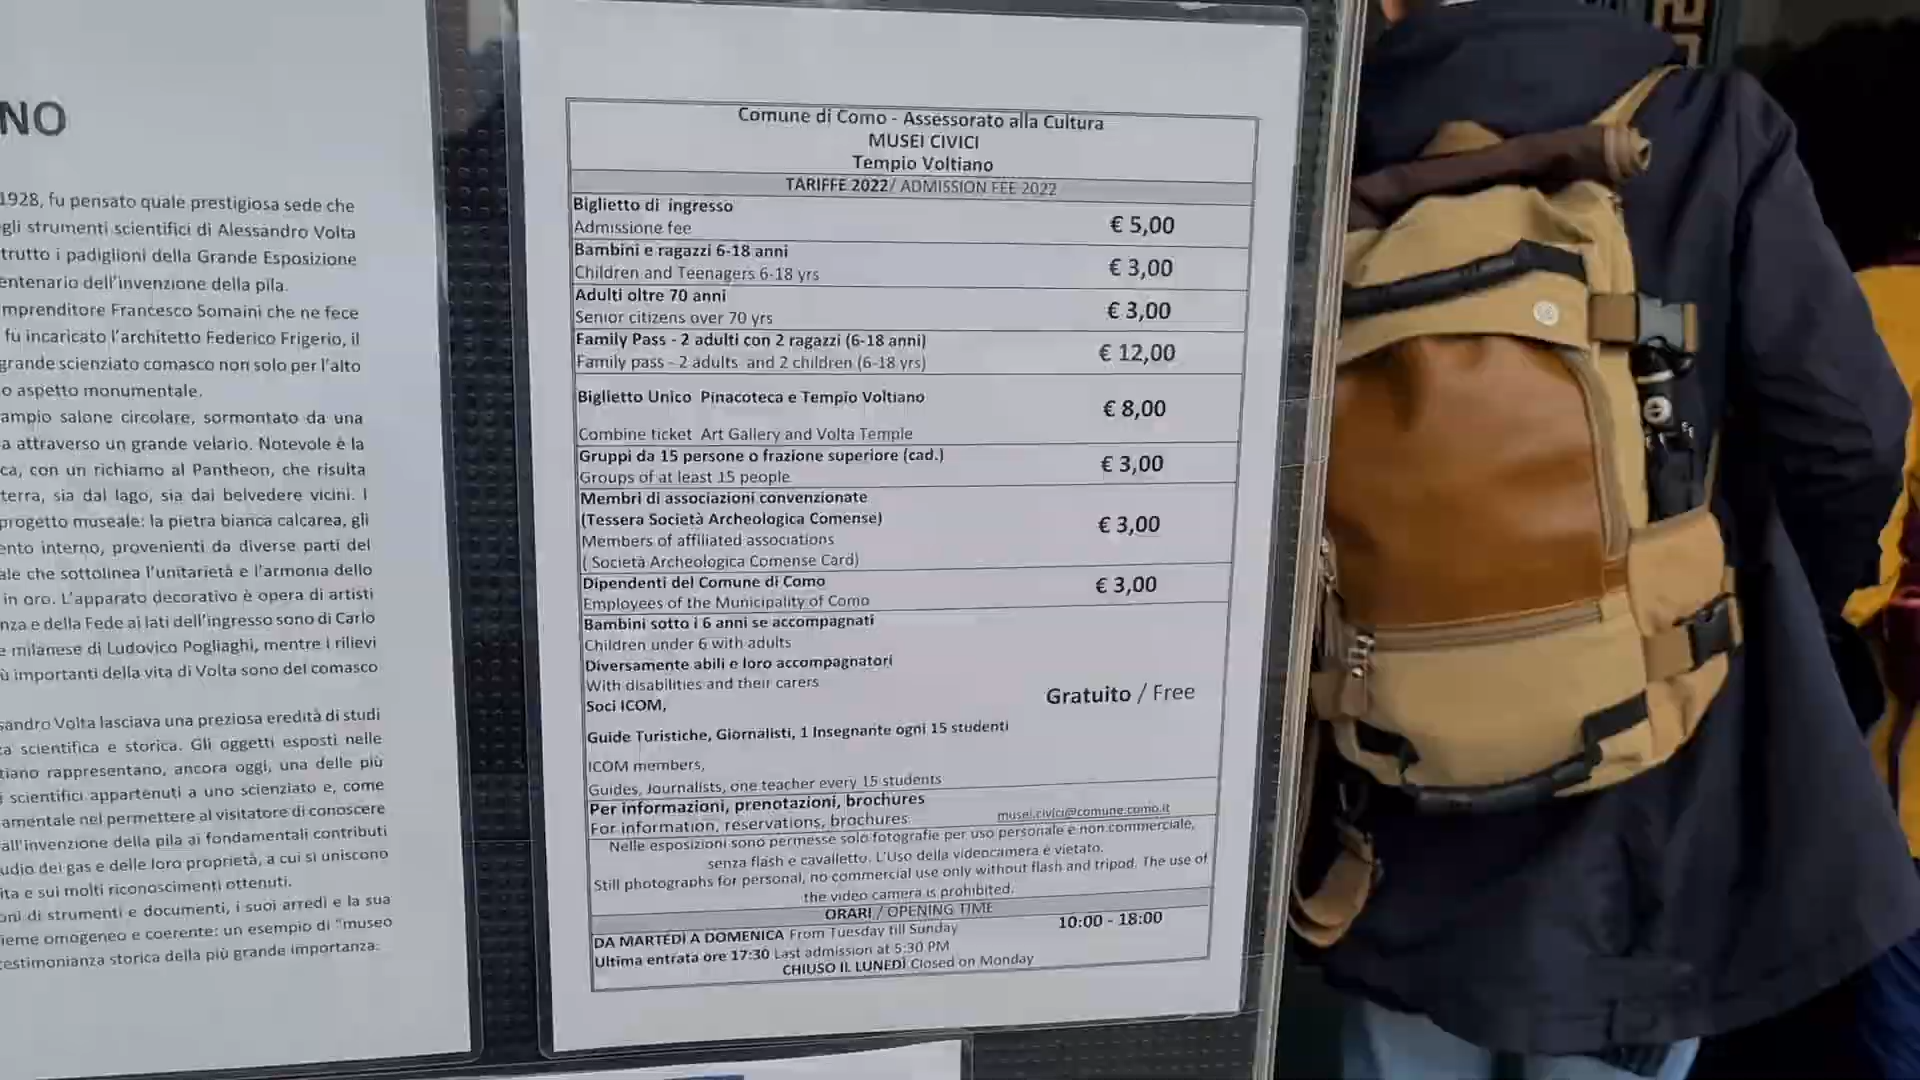 NO
1928, fu pensato quale prestigiosa sede che
gli strumenti scientifici di Alessandro Volta
trutto i padiglioni della Grande Esposizione
entenario dell'invenzione della pila.
mprenditore Francesco Somaini che ne fece
fu incaricato l'architetto Federico Frigerio, il
grande scienziato comasco non solo per l'alto
o aspetto monumentale.
ampio salone circolare, sormontato da una
a attraverso un grande velario. Notevole è la
ca, con un richiamo al Pantheon, che risulta
terra, sia dal lago, sia dai belvedere vicini. I
progetto museale: la pietra bianca calcarea, gli
ento interno, provenienti da diverse parti del
ale che sottolinea l'unitarietà e l'armonia dello
in oro. L'apparato decorativo è opera di artisti
nza e della Fede ai lati dell'ingresso sono di Carlo
e milanese di Ludovico Pogliaghi, mentre i rilievi
ù importanti della vita di Volta sono del comasco
sandro Volta lasciava una preziosa eredità di studi
za scientifica e storica. Gli oggetti esposti nelle
tiano rappresentano, ancora oggi, una delle più
i scientifici appartenuti a uno scienziato e, come
amentale nel permettere al visitatore di conoscere
all'invenzione della pila ai fondamentali contributi
udio dei gas e delle loro proprietà, a cui si uniscono
ita e sui molti riconoscimenti ottenuti.
oni di strumenti e documenti, i suoi arredi e la sua
ieme omogeneo e coerente: un esempio di "museo
testimonianza storica della più grande importanza.
Comune di Como - Assessorato alla Cultura
MUSEI CIVICI
Tempio Voltiano
TARIFFE 2022/ ADMISSION FEE 2022
Biglietto di ingresso
Admissione fee
€ 5,00
Bambini e ragazzi 6-18 anni
Children and Teenagers 6-18 yrs
€ 3,00
Adulti oltre 70 anni
Senior citizens over 70 yrs
€ 3,00
Family Pass - 2 adulti con 2 ragazzi (6-18 anni)
Family pass - 2 adults and 2 children (6-18 yrs)
€ 12,00
Biglietto Unico Pinacoteca e Tempio Voltiano
Combine ticket Art Gallery and Volta Temple
€ 8,00
Gruppi da 15 persone o frazione superiore (cad.)
Groups of at least 15 people
€ 3,00
Membri di associazioni convenzionate
(Tessera Società Archeologica Comense)
Members of affiliated associations
( Società Archeologica Comense Card)
€ 3,00
Dipendenti del Comune di Como
Employees of the Municipality of Como
€ 3,00
Bambini sotto i 6 anni se accompagnati
Children under 6 with adults
Diversamente abili e loro accompagnatori
With disabilities and their carers
Soci ICOM,
Guide Turistiche, Giornalisti, 1 Insegnante ogni 15 studenti
ICOM members,
Guides, Journalists, one teacher every 15 students
Gratuito / Free
Per informazioni, prenotazioni, brochures
For information, reservations, brochures
musei.civici@comune.como.it
Nelle esposizioni sono permesse solo fotografie per uso personale e non commerciale,
senza flash e cavalletto. L'Uso della videocamera è vietato.
Still photographs for personal, no commercial use only without flash and tripod. The use of
the video camera is prohibited.
ORARI / OPENING TIME
DA MARTEDÌ A DOMENICA From Tuesday till Sunday 10:00 - 18:00
Ultima entrata ore 17:30 Last admission at 5:30 PM
CHIUSO IL LUNEDÌ Closed on Monday